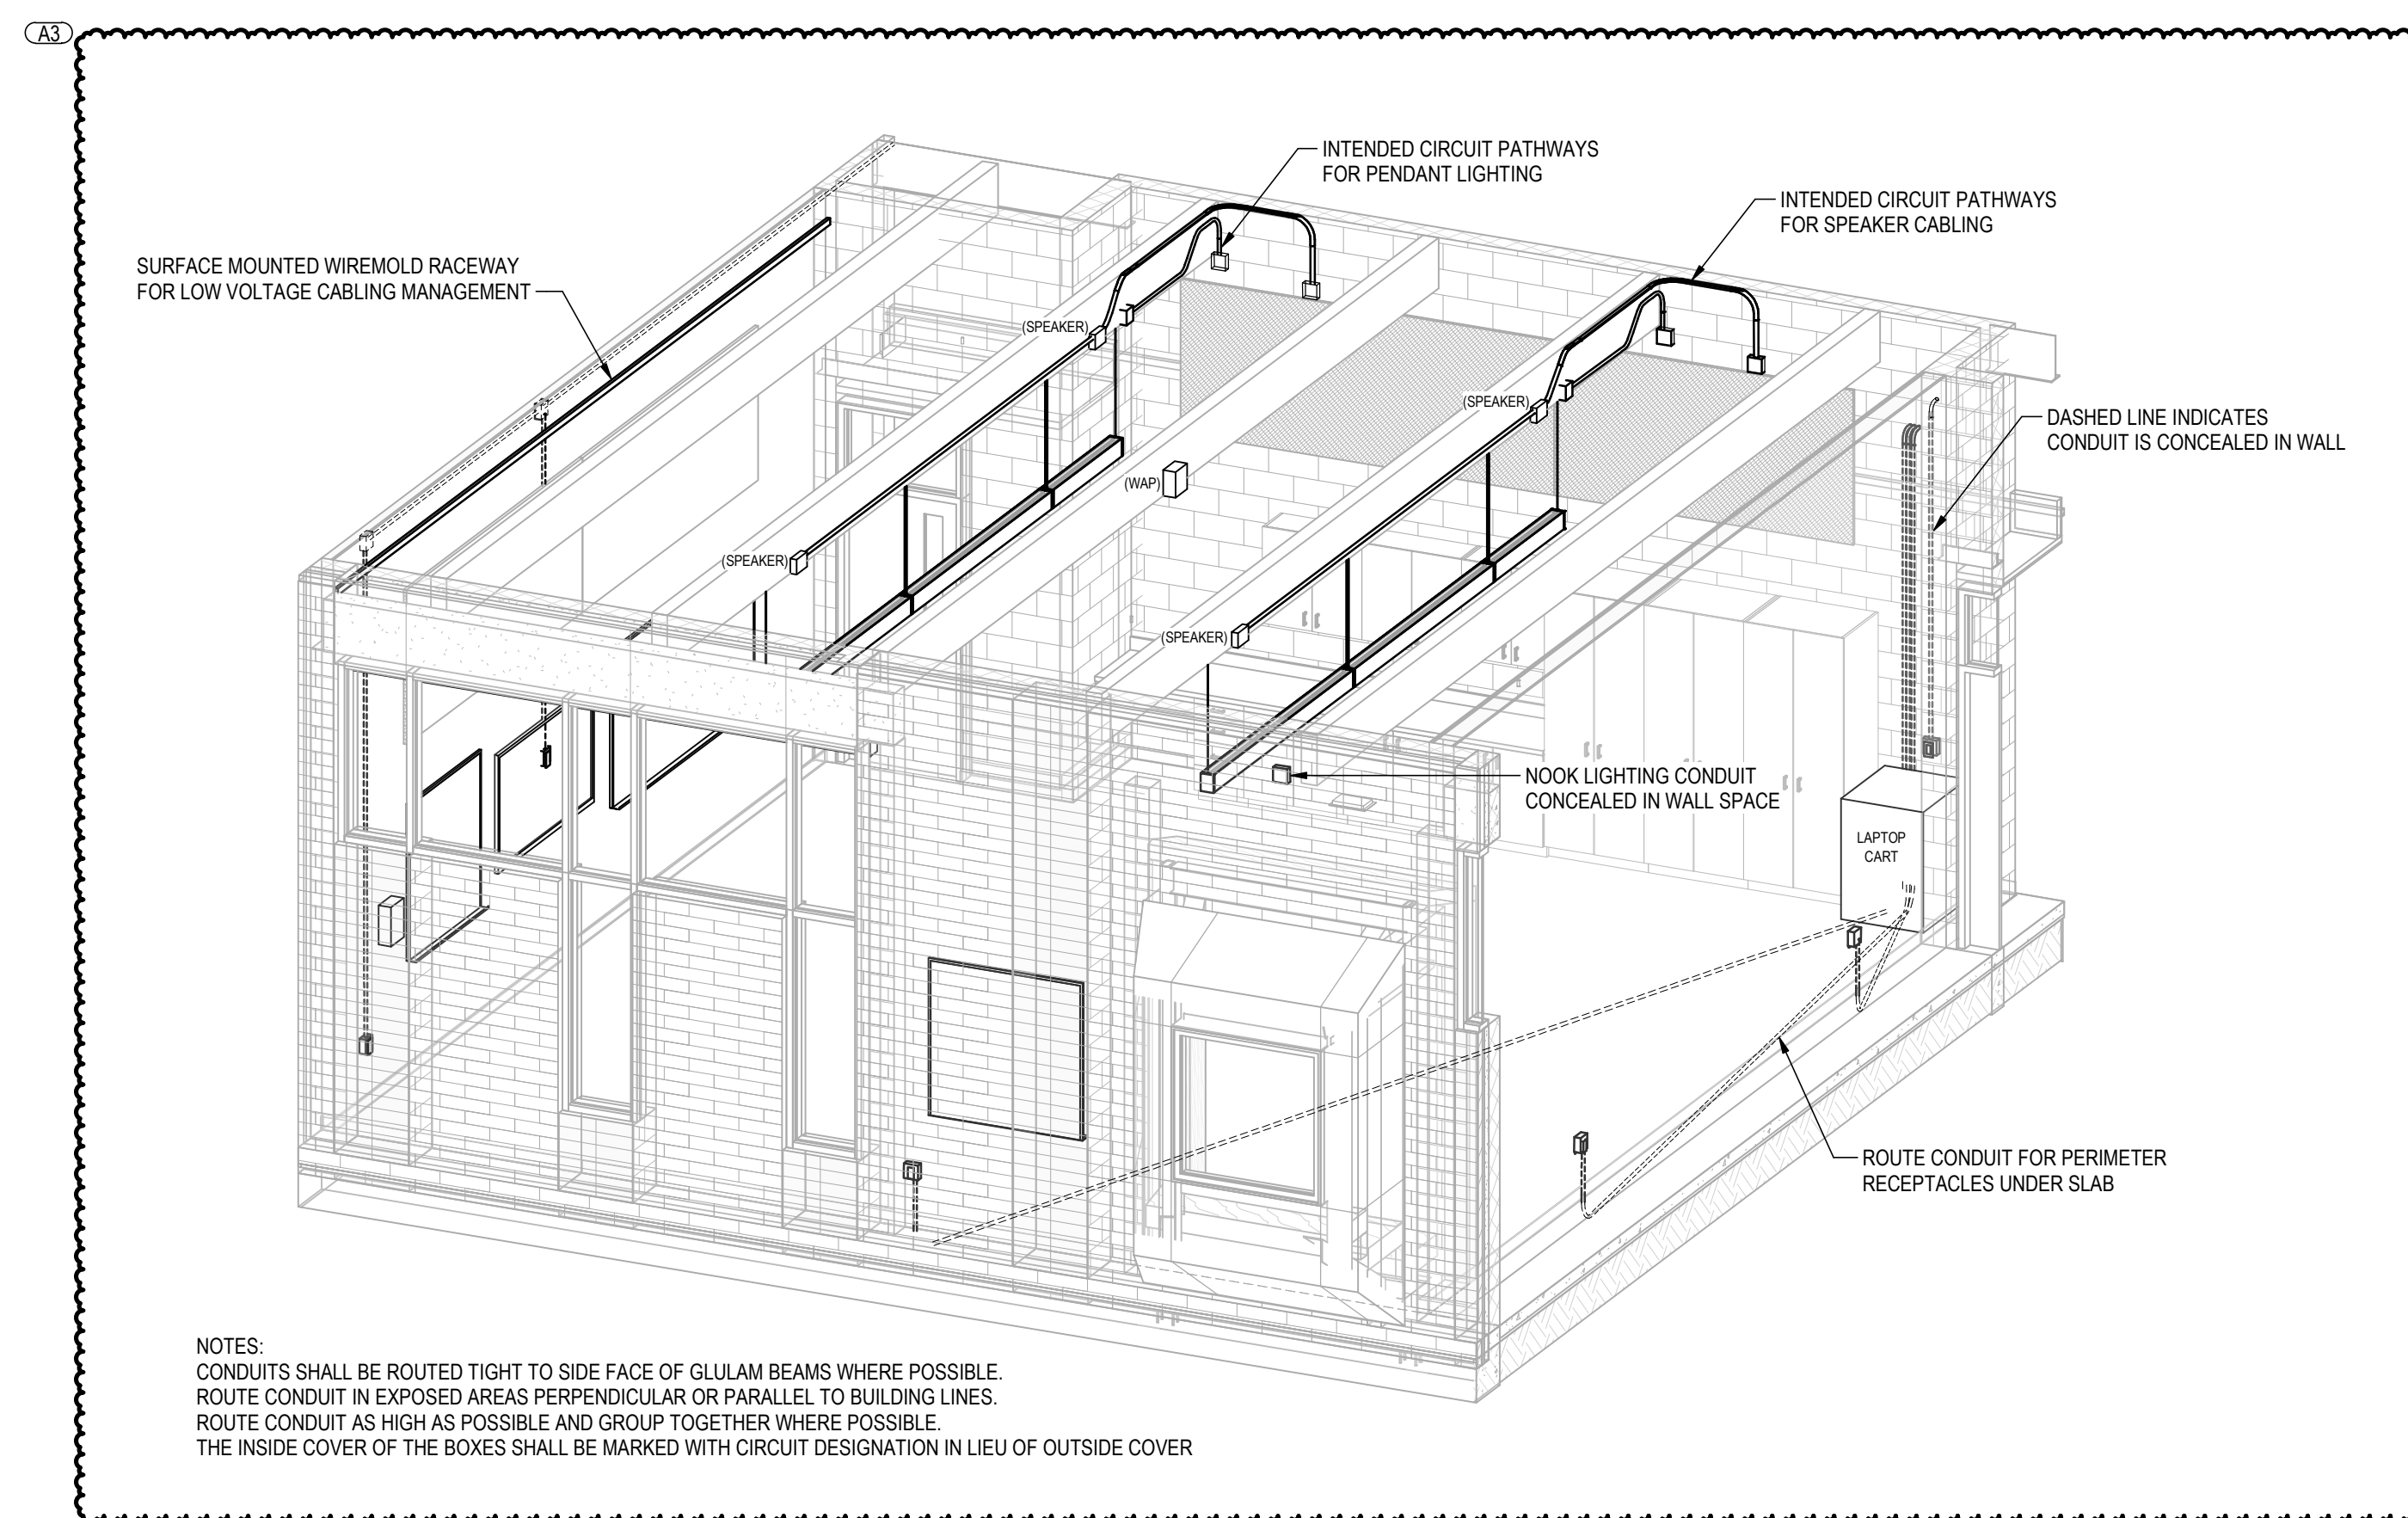 A3
INTENDED CIRCUIT PATHWAYS
FOR PENDANT LIGHTING
INTENDED CIRCUIT PATHWAYS
FOR SPEAKER CABLING
SURFACE MOUNTED WIREMOLD RACEWAY
FOR LOW VOLTAGE CABLING MANAGEMENT
(SPEAKER)
(SPEAKER)
DASHED LINE INDICATES
CONDUIT IS CONCEALED IN WALL
(WAP)
(SPEAKER)
(SPEAKER)
NOOK LIGHTING CONDUIT
CONCEALED IN WALL SPACE
LAPTOP
CART
ROUTE CONDUIT FOR PERIMETER
RECEPTACLES UNDER SLAB
NOTES:
CONDUITS SHALL BE ROUTED TIGHT TO SIDE FACE OF GLULAM BEAMS WHERE POSSIBLE.
ROUTE CONDUIT IN EXPOSED AREAS PERPENDICULAR OR PARALLEL TO BUILDING LINES.
ROUTE CONDUIT AS HIGH AS POSSIBLE AND GROUP TOGETHER WHERE POSSIBLE.
THE INSIDE COVER OF THE BOXES SHALL BE MARKED WITH CIRCUIT DESIGNATION IN LIEU OF OUTSIDE COVER